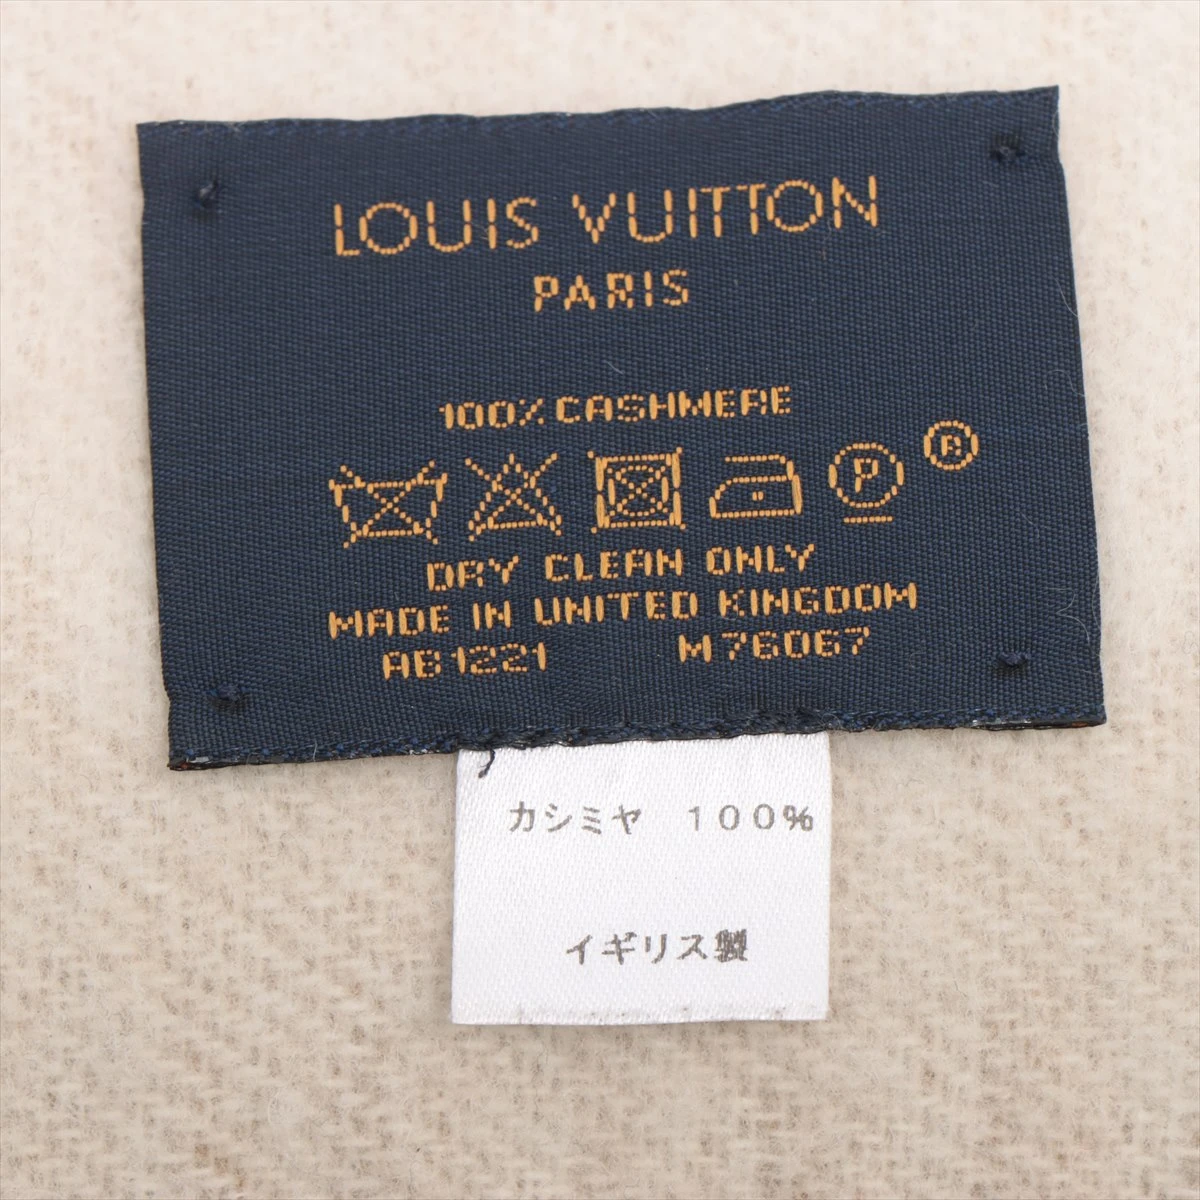 LOUIS VUITTON
PARIS
100% CASHMERE
P ®
DRY CLEAN ONLY
MADE IN UNITED KINGDOM
AB1221 M76067
カシミヤ 100%
イギリス製